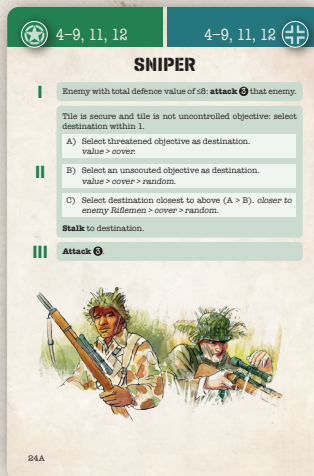 4–9, 11, 12
4–9, 11, 12
SNIPER
I
Enemy with total defence value of ≤8: attack 3 that enemy.
II
Tile is secure and tile is not uncontrolled objective: select
destination within 1.
A) Select threatened objective as destination.
value > cover.
B) Select an unscouted objective as destination.
value > cover > random.
C) Select destination closest to above (A > B). closer to
enemy Riflemen > cover > random.
Stalk to destination.
III
Attack 3.
24A